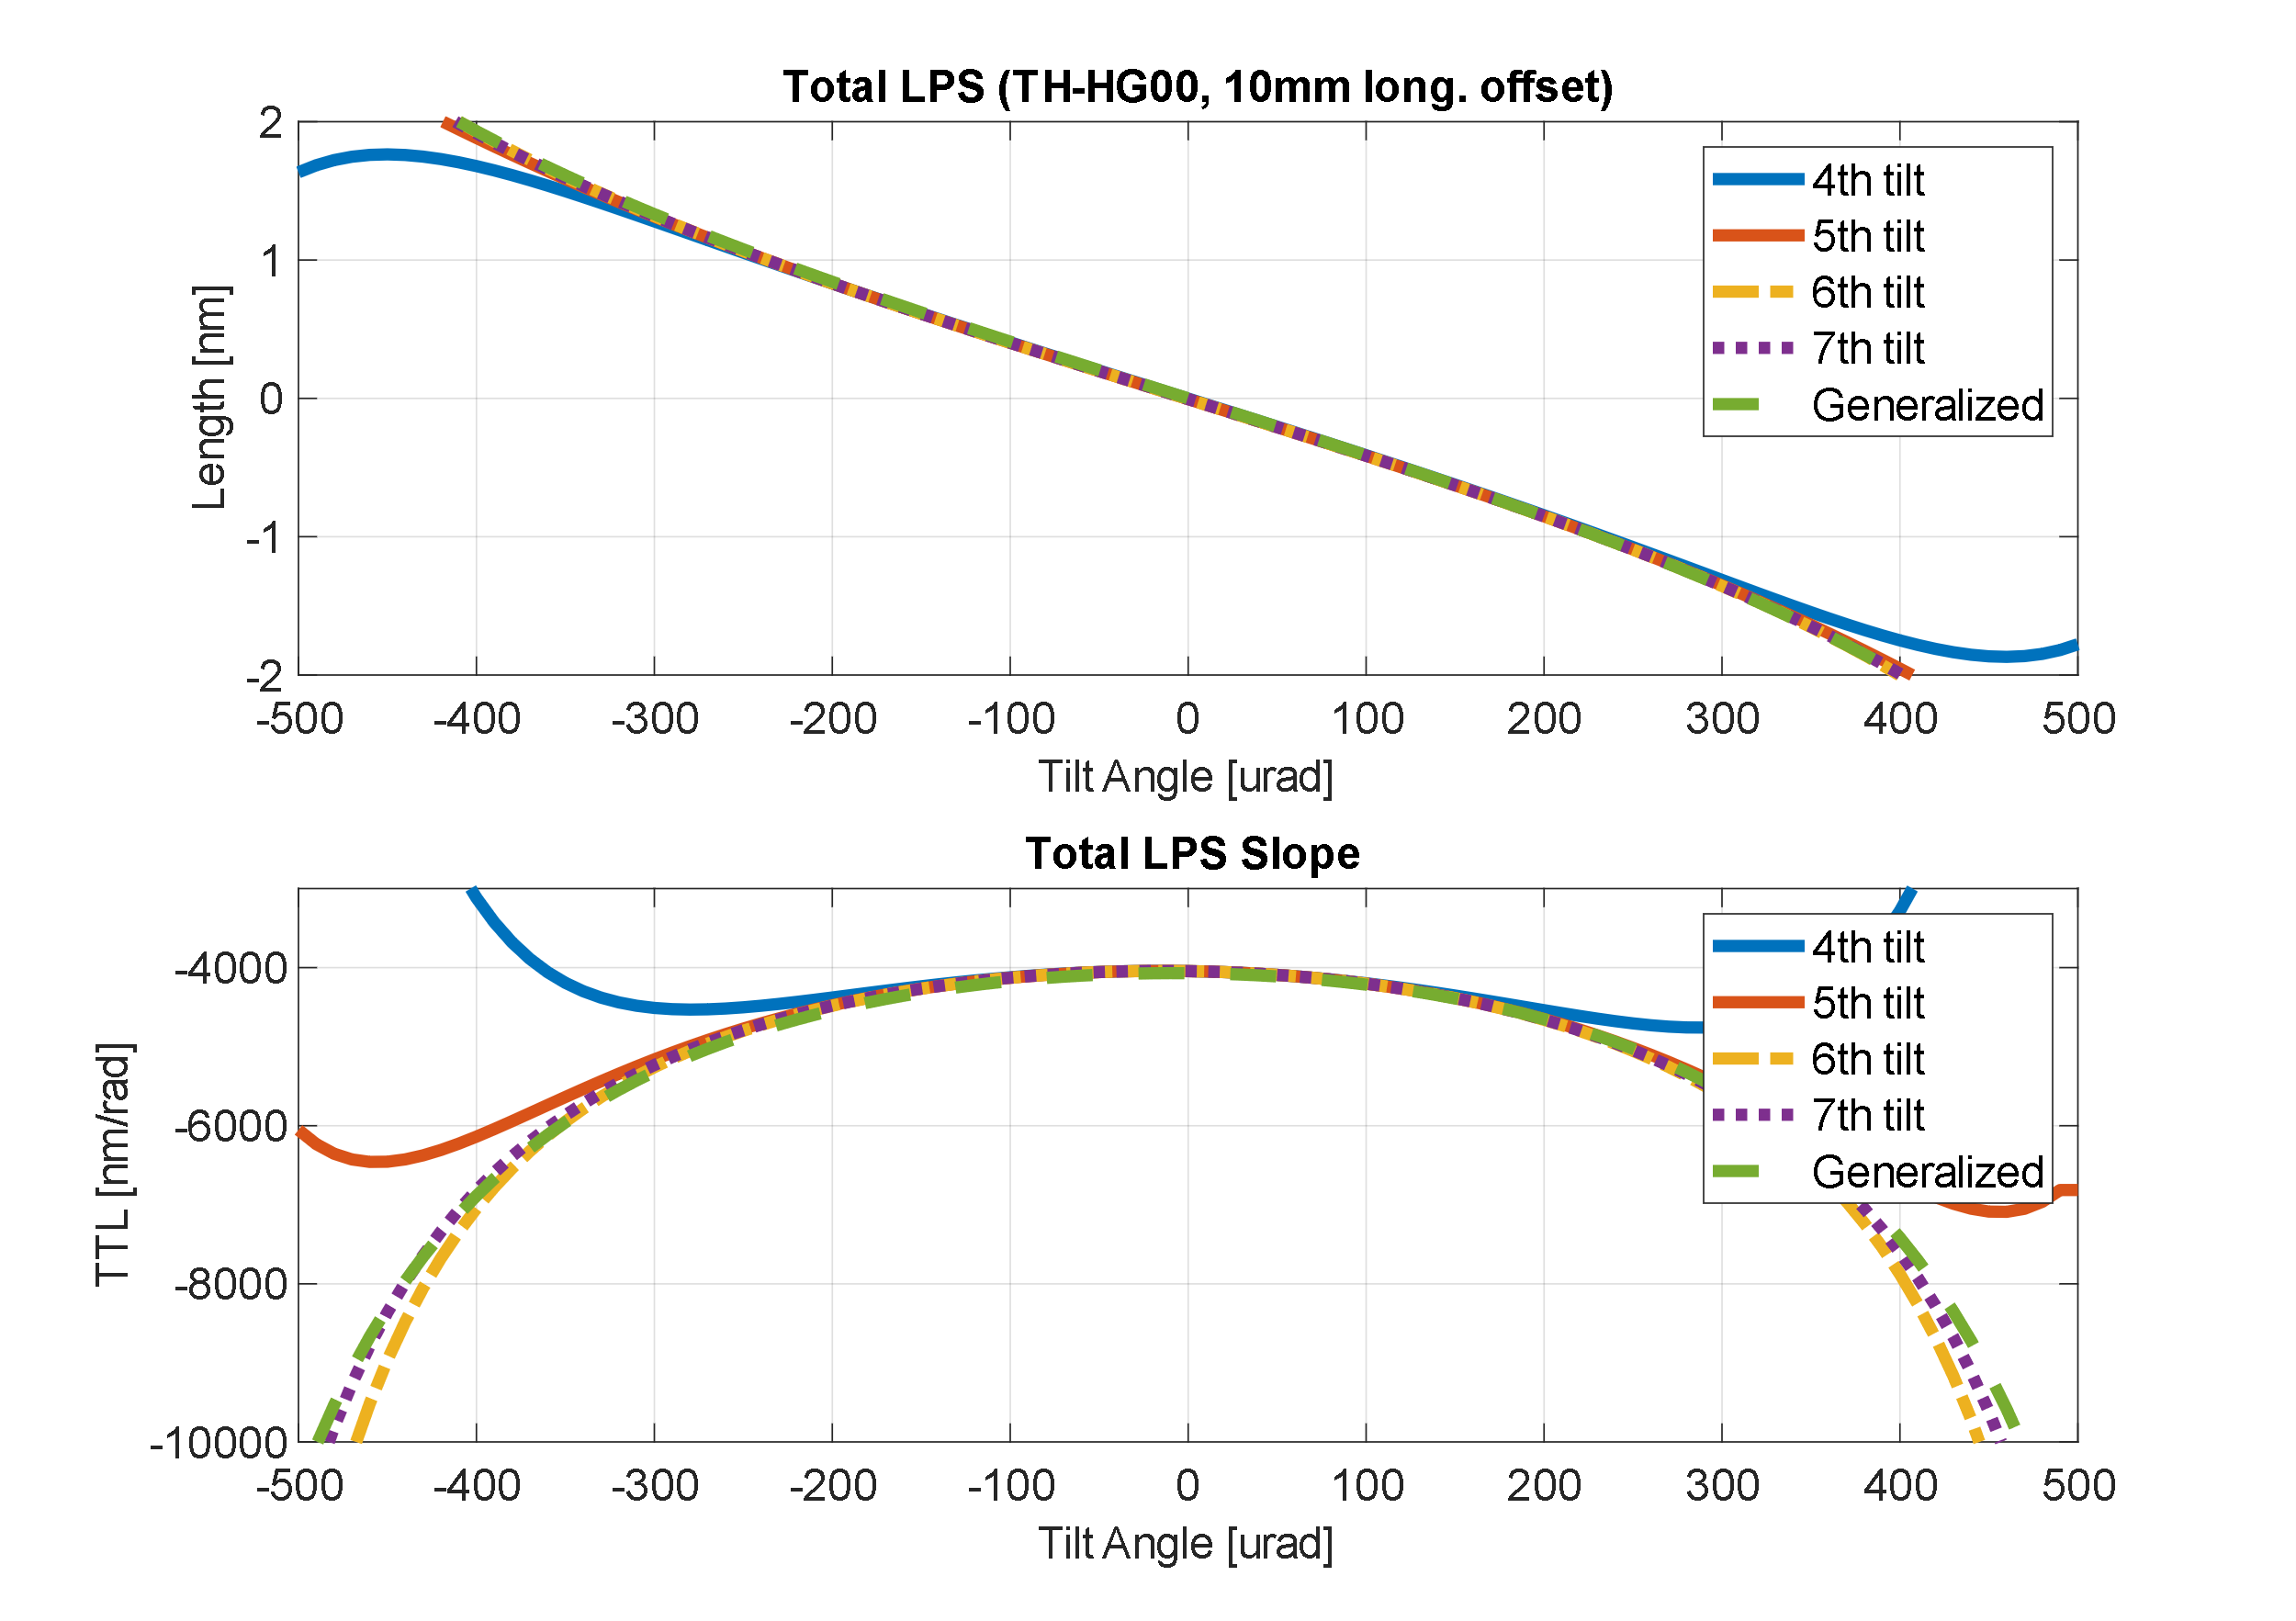 Total LPS (TH-HG00, 10mm long. offset)
2
1
0
-1
-2
Length [nm]
4th tilt
5th tilt
6th tilt
7th tilt
Generalized
-500 -400 -300 -200 -100 0 100 200 300 400 500
Tilt Angle [urad]
Total LPS Slope
-4000
-6000
-8000
-10000
TTL [nm/rad]
4th tilt
5th tilt
6th tilt
7th tilt
Generalized
-500 -400 -300 -200 -100 0 100 200 300 400 500
Tilt Angle [urad]